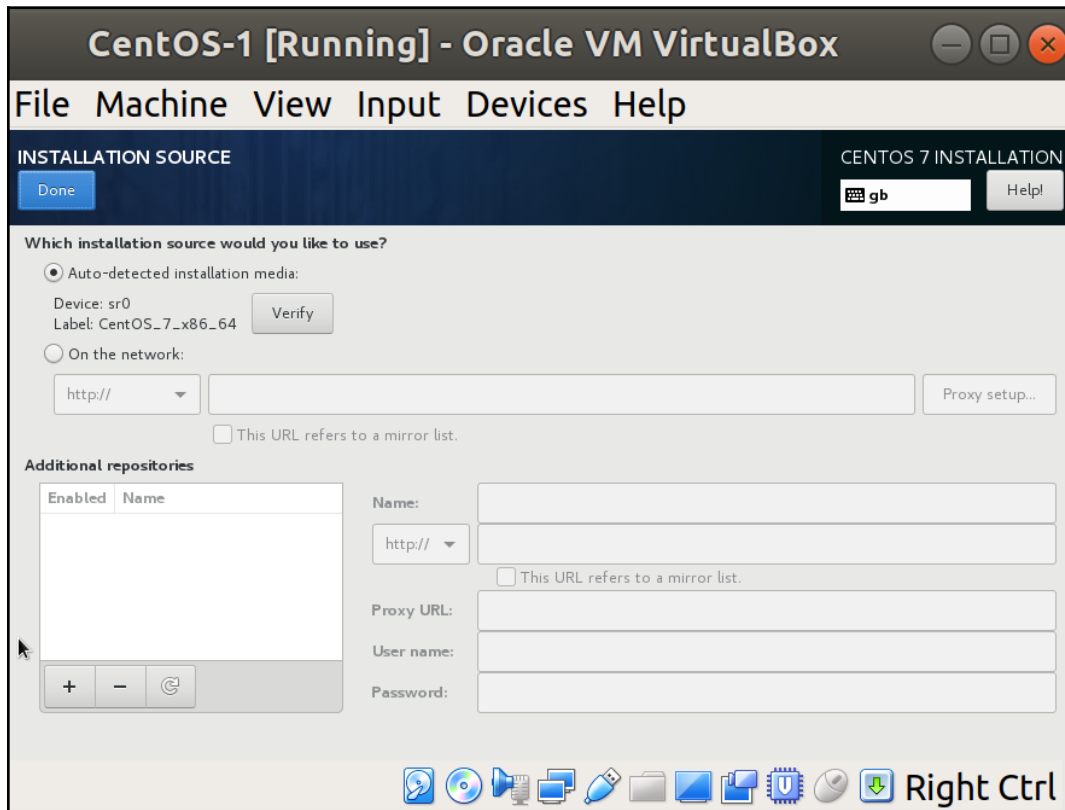 CentOS-1 [Running] - Oracle VM VirtualBox
File Machine View Input Devices Help
INSTALLATION SOURCE
CENTOS 7 INSTALLATION
Done
gb
Help!
Which installation source would you like to use?
Auto-detected installation media:
Device: sr0
Label: CentOS_7_x86_64
Verify
On the network:
http://
Proxy setup...
This URL refers to a mirror list.
Additional repositories
Enabled Name
Name:
http://
This URL refers to a mirror list.
Proxy URL:
User name:
Password:
Right Ctrl